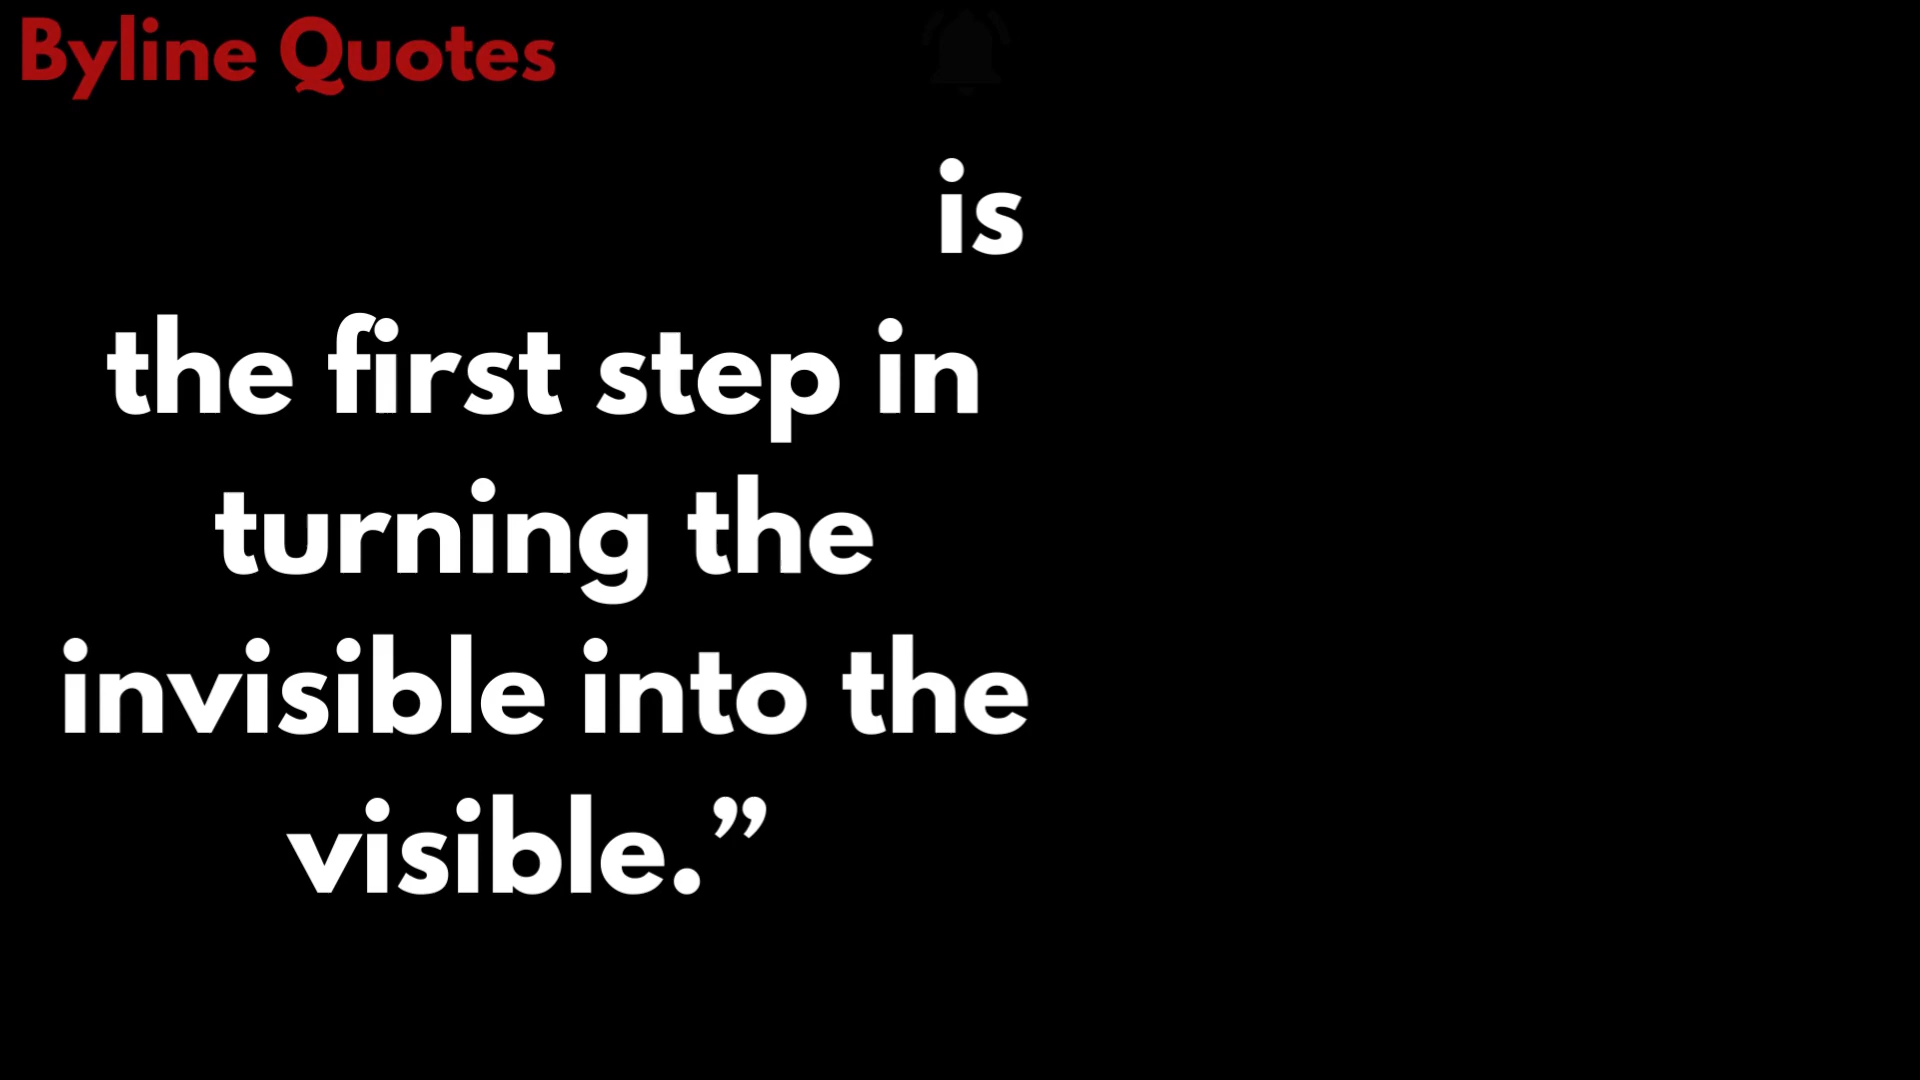 Byline Quotes
is
the first step in
turning the
invisible into the
visible.”